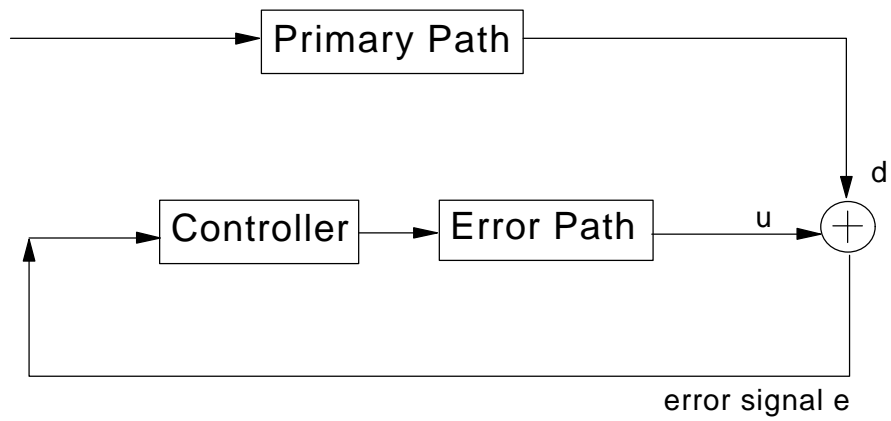 Primary Path
d
Controller
Error Path
u
error signal e